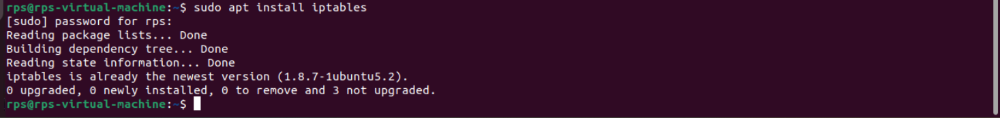 rps@rps-virtual-machine:~$ sudo apt install iptables
[sudo] password for rps:
Reading package lists... Done
Building dependency tree... Done
Reading state information... Done
iptables is already the newest version (1.8.7-1ubuntu5.2).
0 upgraded, 0 newly installed, 0 to remove and 3 not upgraded.
rps@rps-virtual-machine:~$